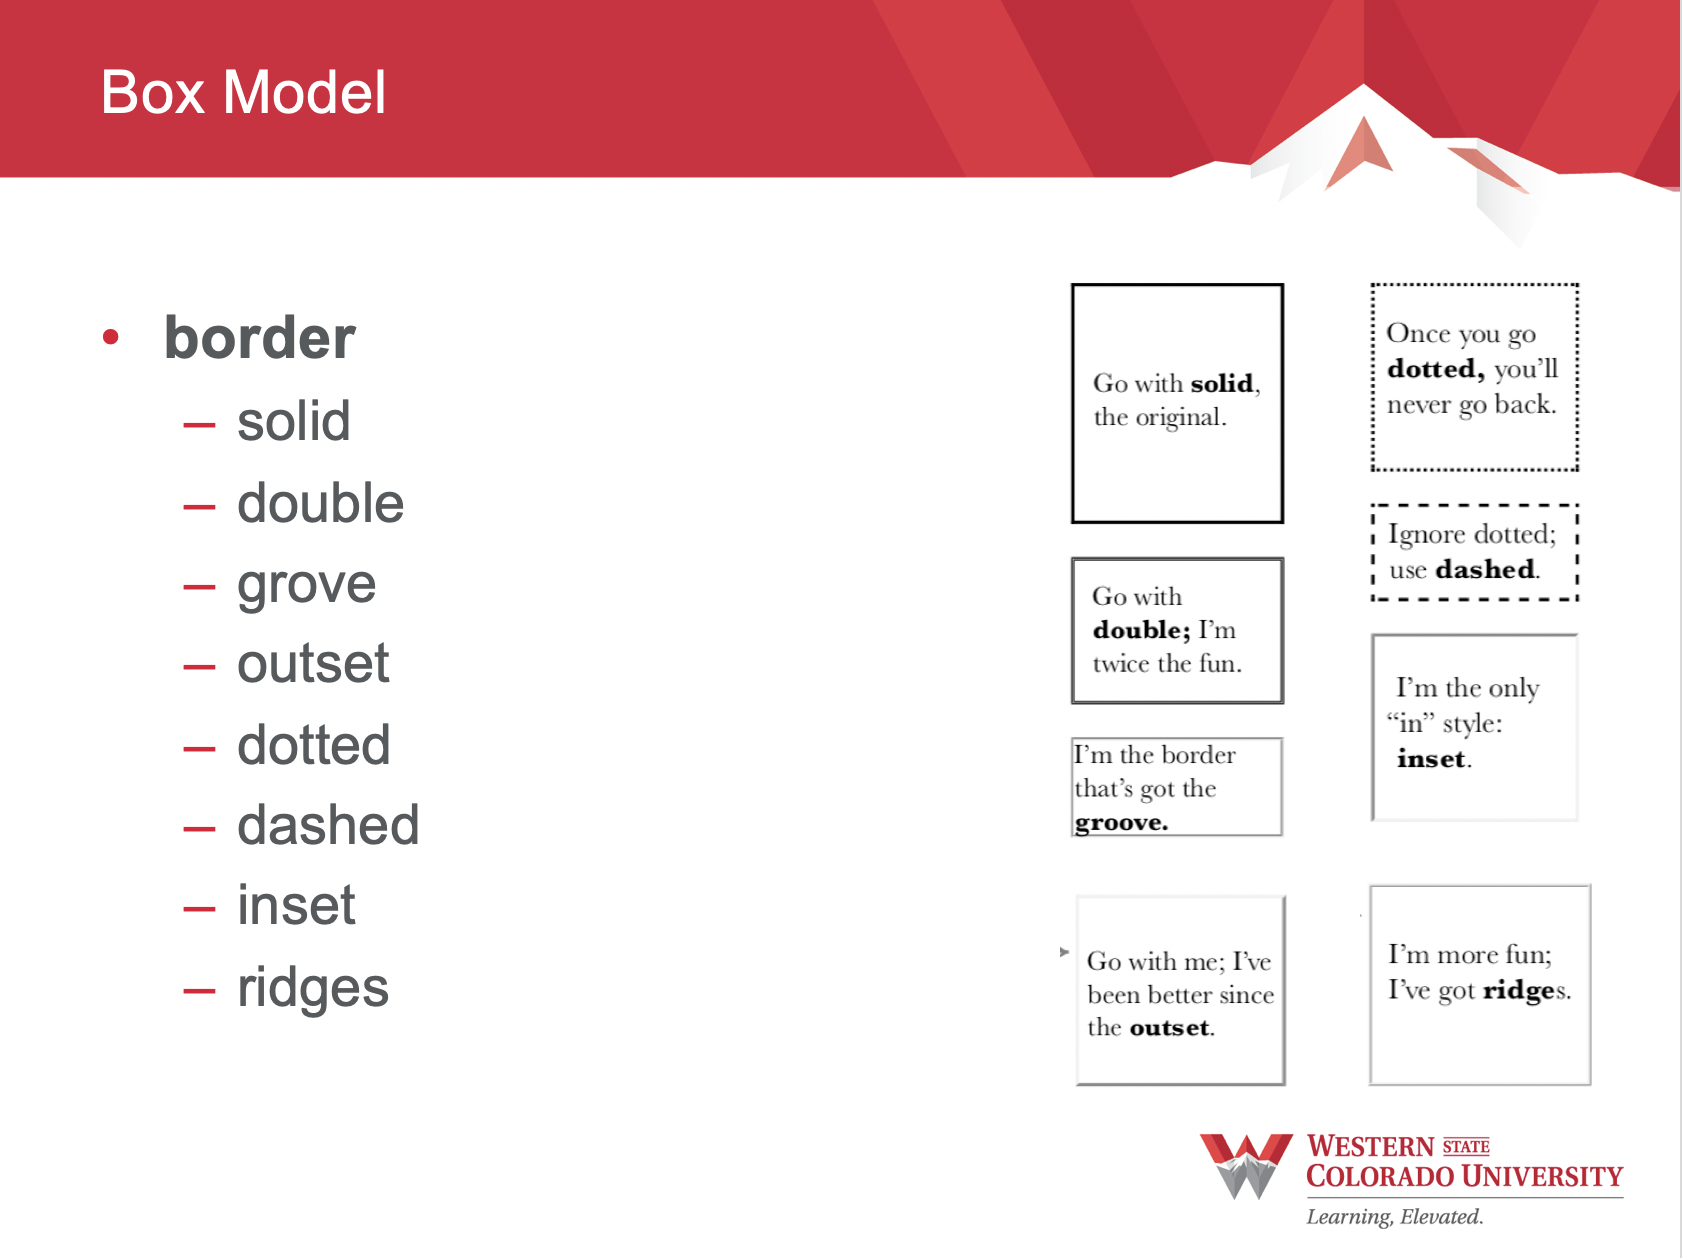 Box Model
• border
– solid
– double
– grove
– outset
– dotted
– dashed
– inset
– ridges
Go with solid,
the original.
Go with
double; I'm
twice the fun.
I'm the border
that's got the
groove.
Go with me; I've
been better since
the outset.
Once you go
dotted, you'll
never go back.
Ignore dotted;
use dashed.
I'm the only
“in” style:
inset.
I'm more fun;
I've got ridges.
WESTERN STATE
COLORADO UNIVERSITY
Learning, Elevated.